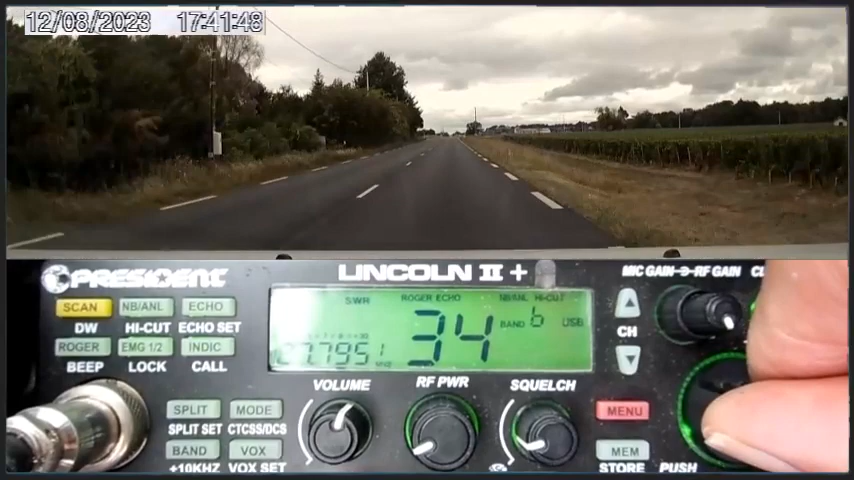 12/08/2023 17:41:48
PRESIDENT
LINCOLN II +
MIC GAIN RF GAIN
SCAN NB/ANL ECHO
DW HI-CUT ECHO SET
ROGER EMG 1/2 INDIC
BEEP LOCK CALL
SWR ROGER ECHO NB/ANL HI-CUT
34 BAND b USB
CH
VOLUME RF PWR SQUELCH
SPLIT MODE MENU
SPLIT SET CTCSS/DCS
BAND VOX MEM
+10KHZ VOX SET STORE PUSH